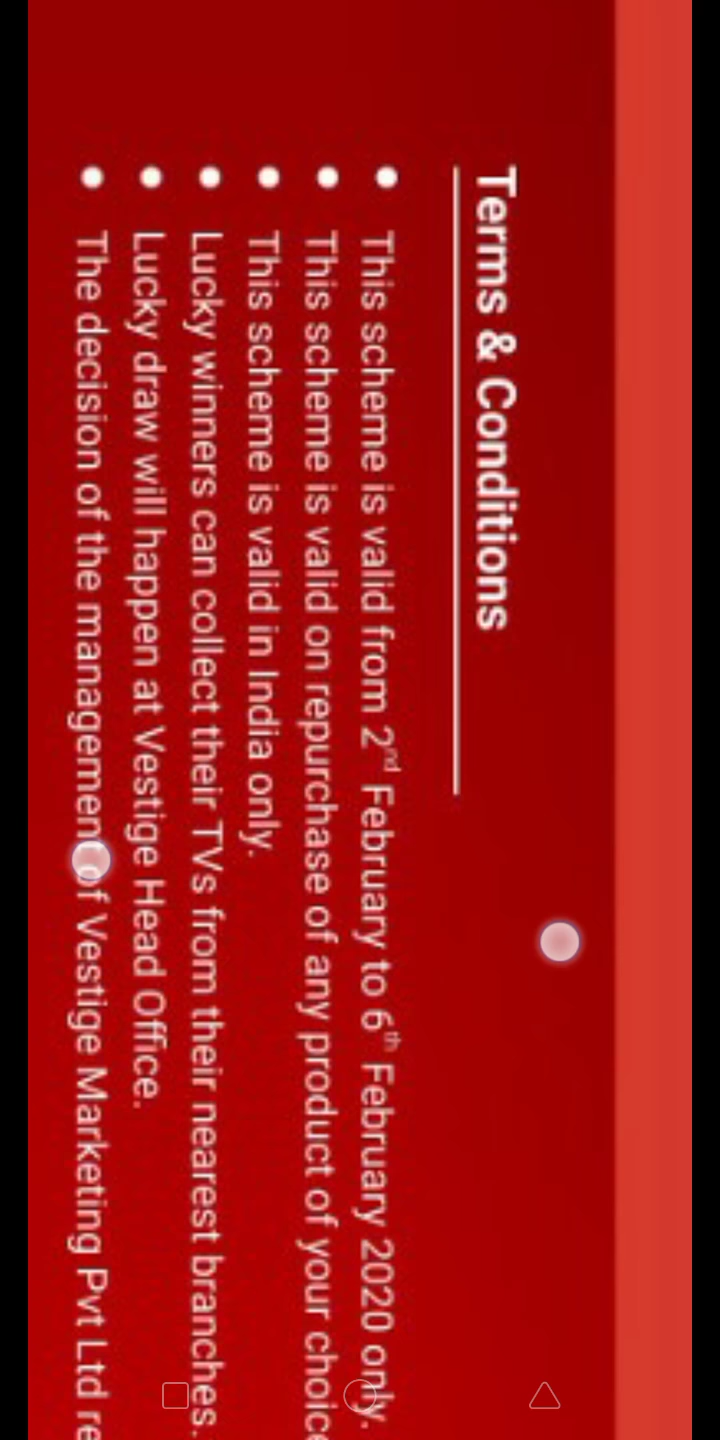 Terms & Conditions
This scheme is valid from 2nd February to 6th February 2020 only.
This scheme is valid on repurchase of any product of your choice
This scheme is valid in India only.
Lucky winners can collect their TVs from their nearest branches.
Lucky draw will happen at Vestige Head Office.
The decision of the management of Vestige Marketing Pvt Ltd